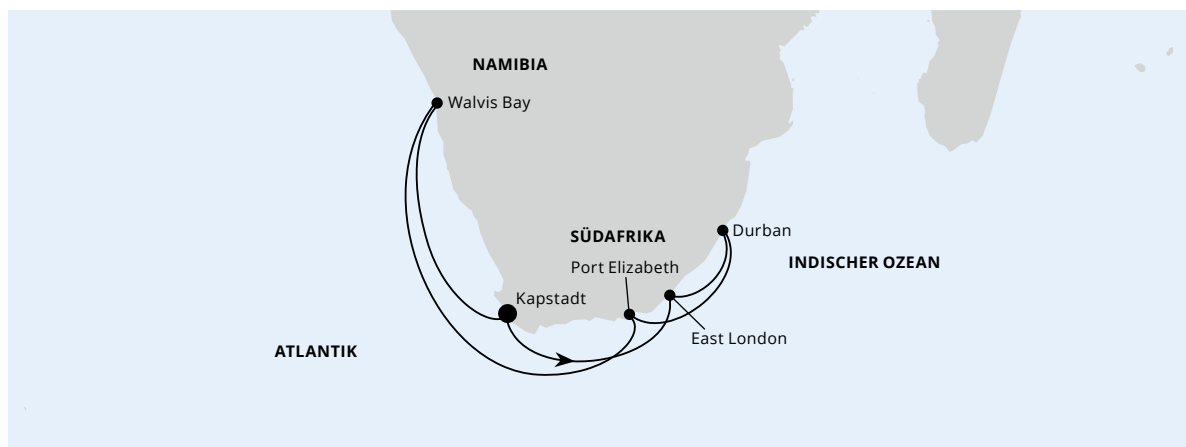 NAMIBIA
Walvis Bay
SÜDAFRIKA
Durban
Port Elizabeth
INDISCHER OZEAN
Kapstadt
East London
ATLANTIK